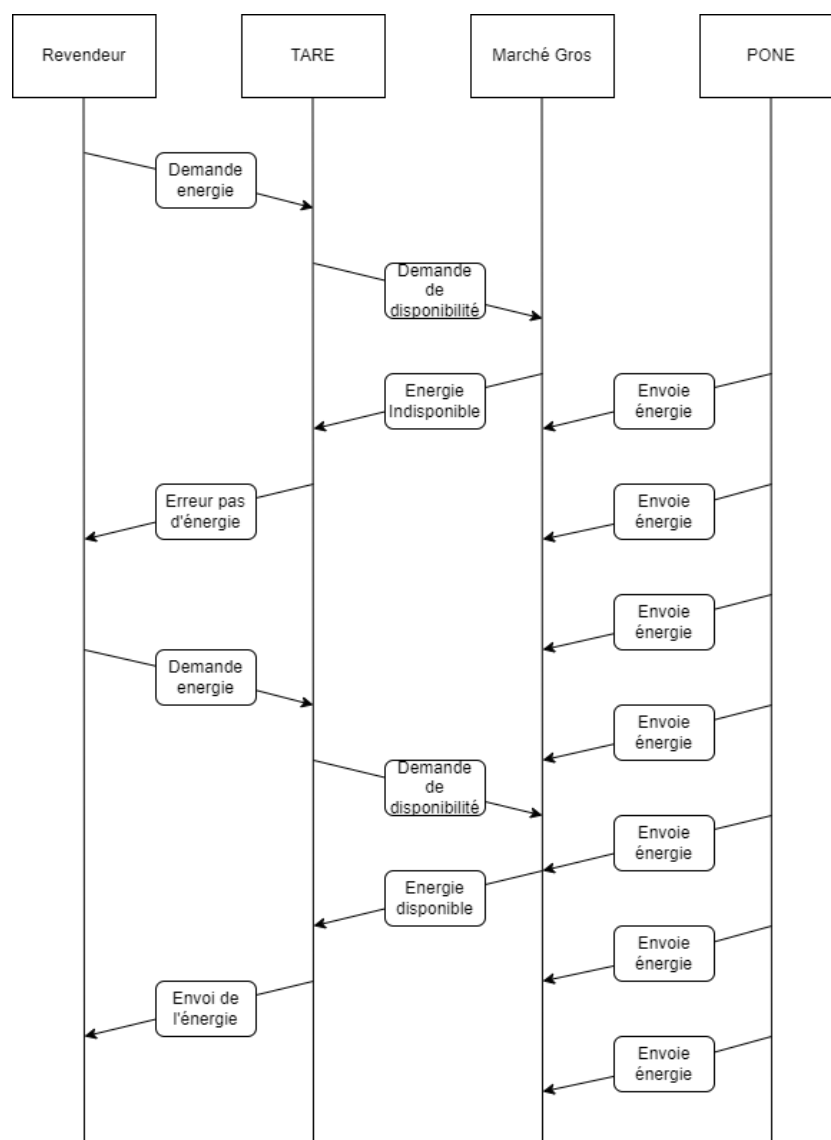 Revendeur
TARE
Marché Gros
PONE
Demande
energie
Demande
de
disponibilité
Energie
Indisponible
Envoie
énergie
Erreur pas
d'énergie
Envoie
énergie
Envoie
énergie
Demande
energie
Envoie
énergie
Demande
de
disponibilité
Envoie
énergie
Energie
disponible
Envoie
énergie
Envoi de
l'énergie
Envoie
énergie